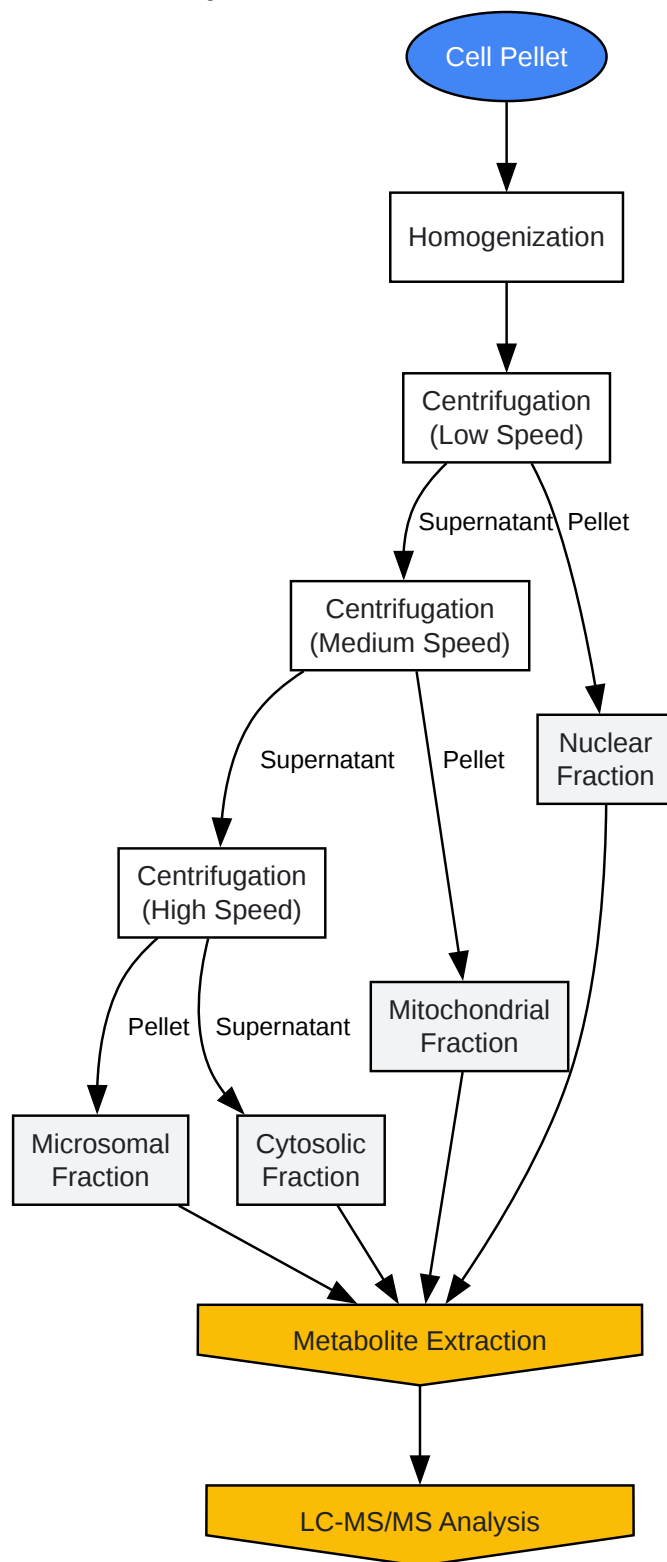 Cell Pellet
Homogenization
Centrifugation
(Low Speed)
Supernatant
Pellet
Centrifugation
(Medium Speed)
Supernatant
Pellet
Nuclear
Fraction
Centrifugation
(High Speed)
Pellet
Supernatant
Mitochondrial
Fraction
Microsomal
Fraction
Cytosolic
Fraction
Metabolite Extraction
LC-MS/MS Analysis